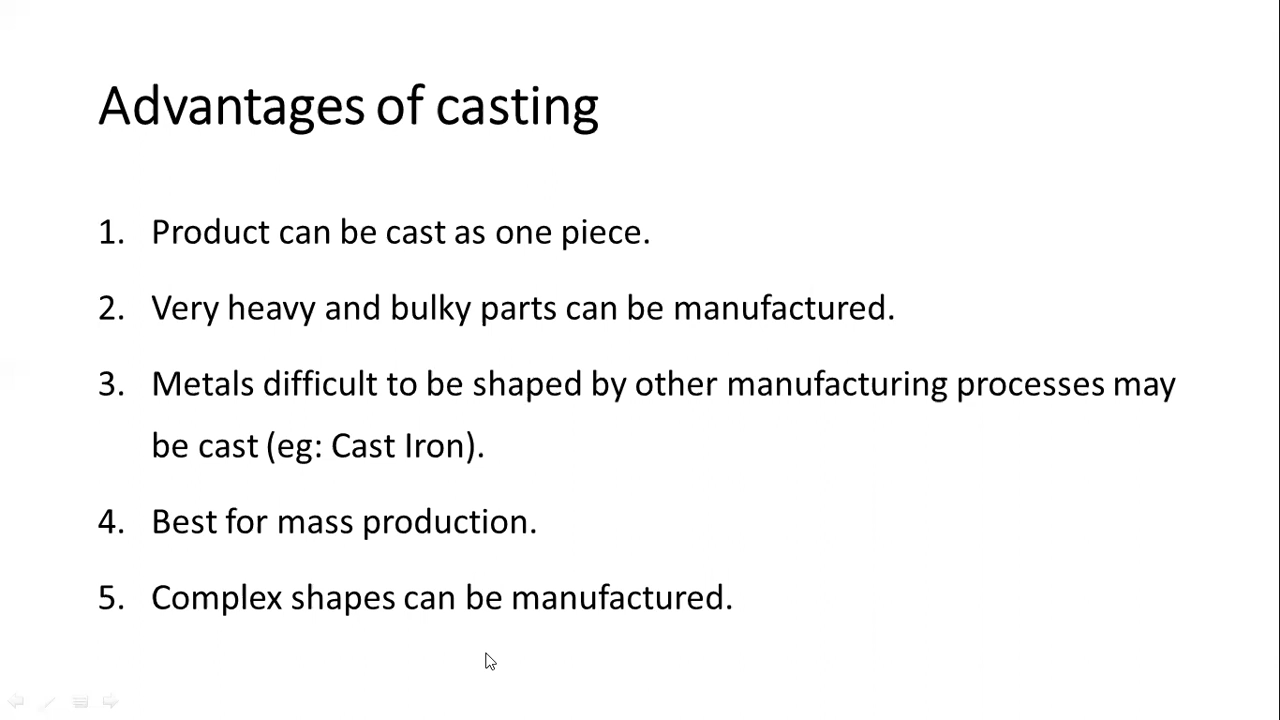 Advantages of casting
1. Product can be cast as one piece.
2. Very heavy and bulky parts can be manufactured.
3. Metals difficult to be shaped by other manufacturing processes may
be cast (eg: Cast Iron).
4. Best for mass production.
5. Complex shapes can be manufactured.